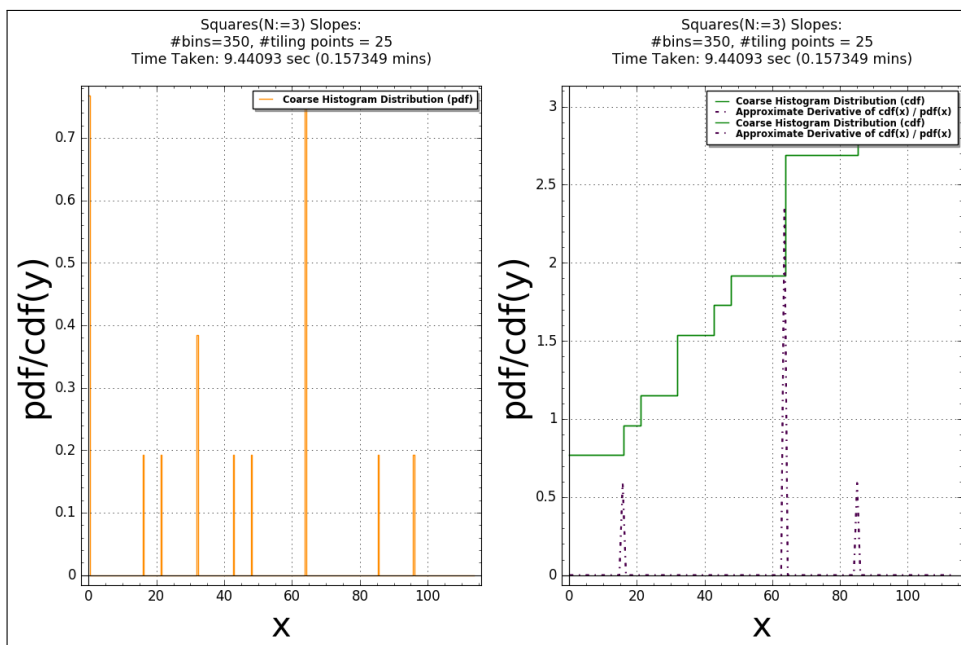 Squares(N:=3) Slopes:
#bins=350, #tiling points = 25
Time Taken: 9.44093 sec (0.157349 mins)
Coarse Histogram Distribution (pdf)
pdf/cdf(y)
0.7
0.6
0.5
0.4
0.3
0.2
0.1
0
0 20 40 60 80 100
x
Squares(N:=3) Slopes:
#bins=350, #tiling points = 25
Time Taken: 9.44093 sec (0.157349 mins)
Coarse Histogram Distribution (cdf)
Approximate Derivative of cdf(x) / pdf(x)
Coarse Histogram Distribution (cdf)
Approximate Derivative of cdf(x) / pdf(x)
pdf/cdf(y)
3
2.5
2
1.5
1
0.5
0
0 20 40 60 80 100
x